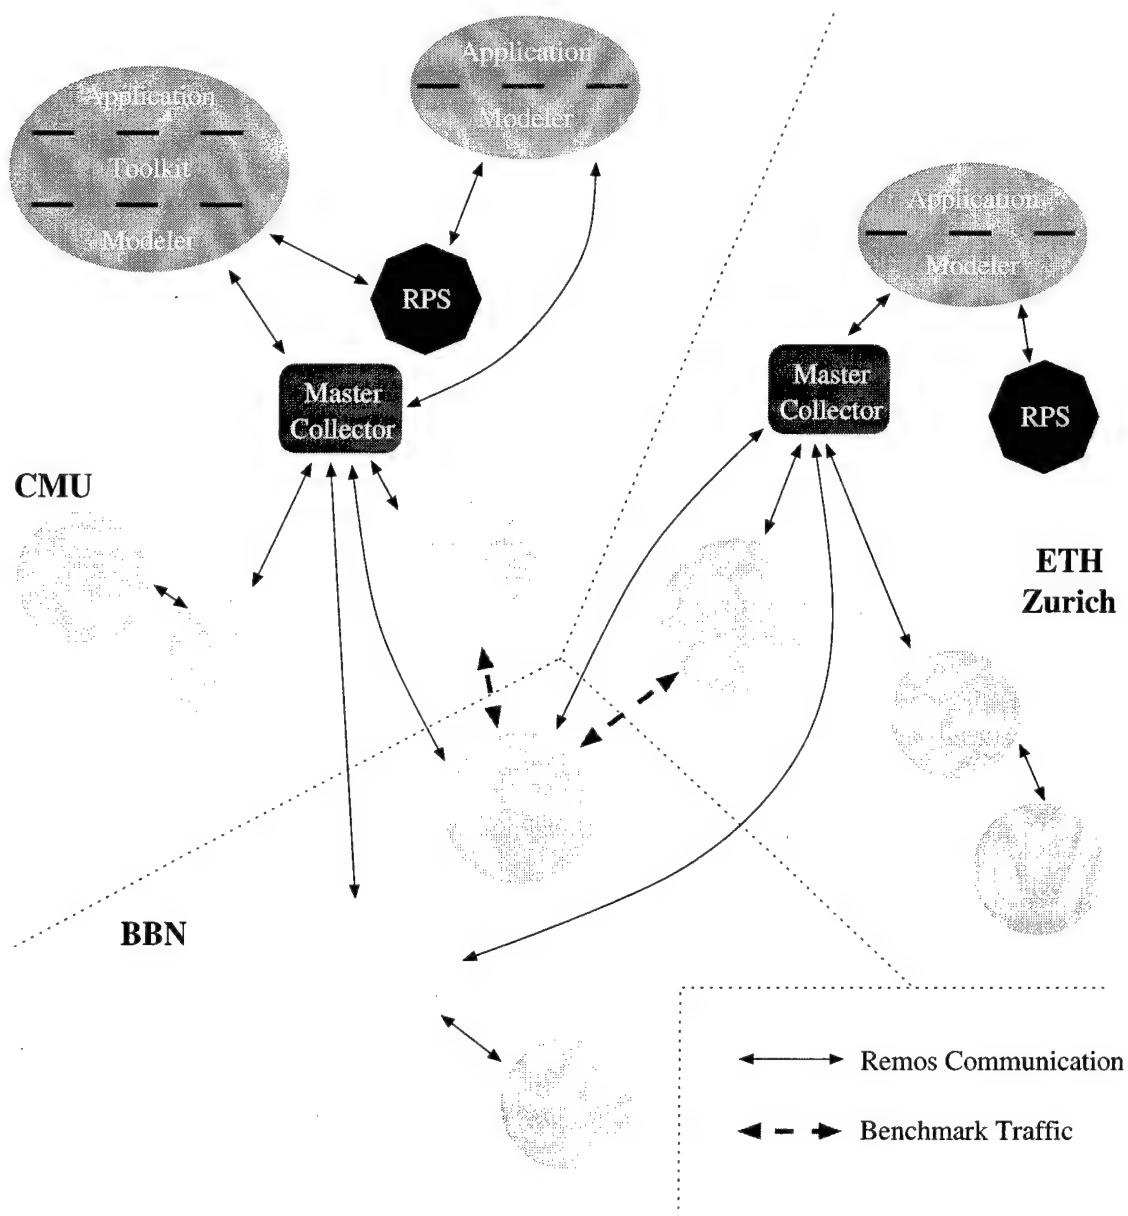 Application
Modeler
Application
Toolkit
Modeler
Application
Modeler
RPS
Master
Collector
Master
Collector
RPS
CMU
ETH
Zurich
BBN
Remos Communication
Benchmark Traffic